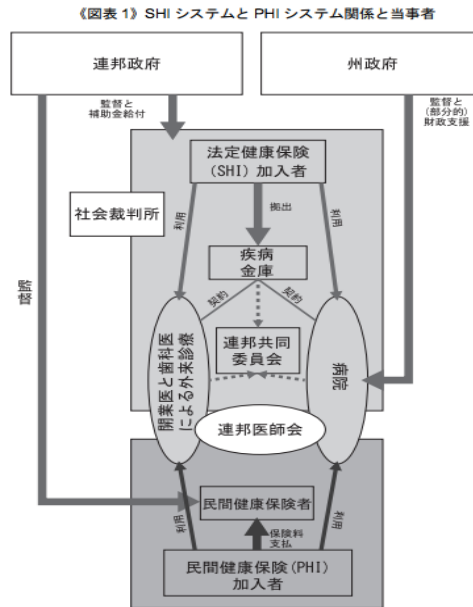 《図表 1》SHI システムと PHI システム関係と当事者
連邦政府
州政府
監督と
補助金給付
監督と
(部分的)
財政支援
法定健康保険
(SHI) 加入者
社会裁判所
利用
拠出
利用
疾病
金庫
監督
契約
契約
連邦共同
委員会
開業医と歯科医
による外来診療
病院
連邦医師会
民間健康保険者
利用
保険料
支払
利用
民間健康保険(PHI)
加入者